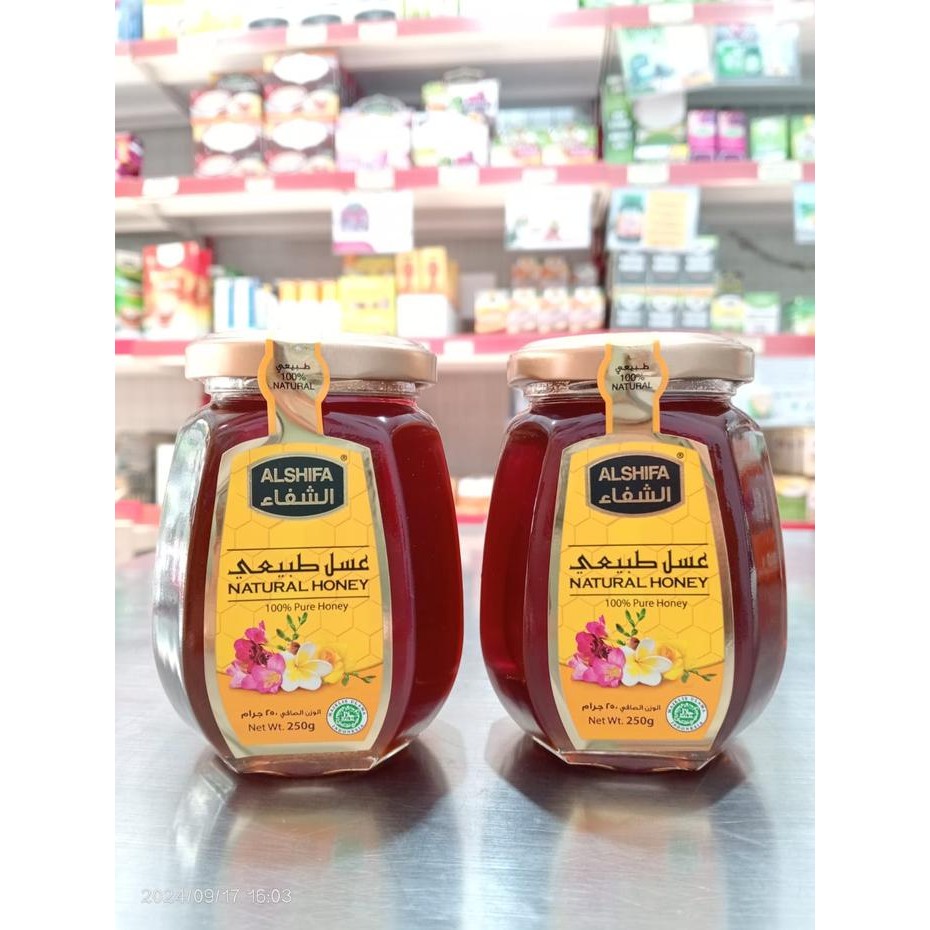 طبيعي
100%
NATURAL
ALSHIFA ®
الشفاء
عسل طبيعي
NATURAL HONEY
100% Pure Honey
الوزن الصافي ٢٥٠ جرام
Net Wt. 250g
طبيعي
100%
NATURAL
ALSHIFA ®
الشفاء
عسل طبيعي
NATURAL HONEY
100% Pure Honey
الوزن الصافي ٢٥٠ جرام
Net Wt. 250g
2024/09/17 16:03